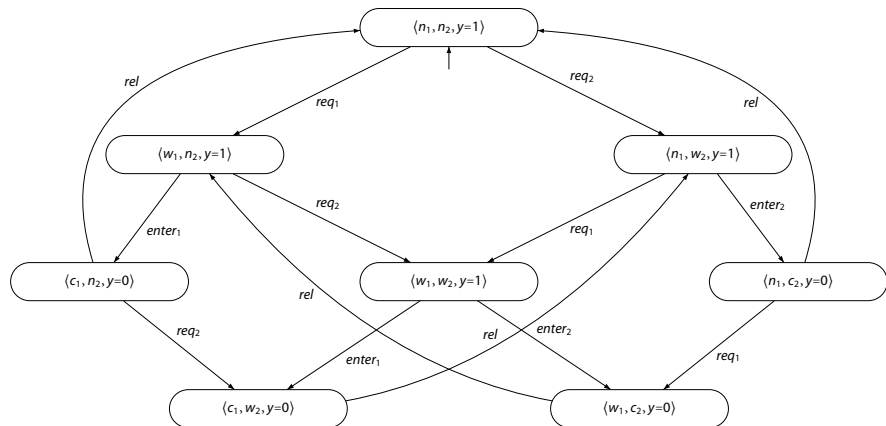 ⟨n₁, n₂, y=1⟩
rel
req₁
req₂
rel
⟨w₁, n₂, y=1⟩
⟨n₁, w₂, y=1⟩
enter₁
req₂
req₁
enter₂
⟨c₁, n₂, y=0⟩
⟨w₁, w₂, y=1⟩
⟨n₁, c₂, y=0⟩
rel
req₂
enter₁
rel
enter₂
req₁
⟨c₁, w₂, y=0⟩
⟨w₁, c₂, y=0⟩